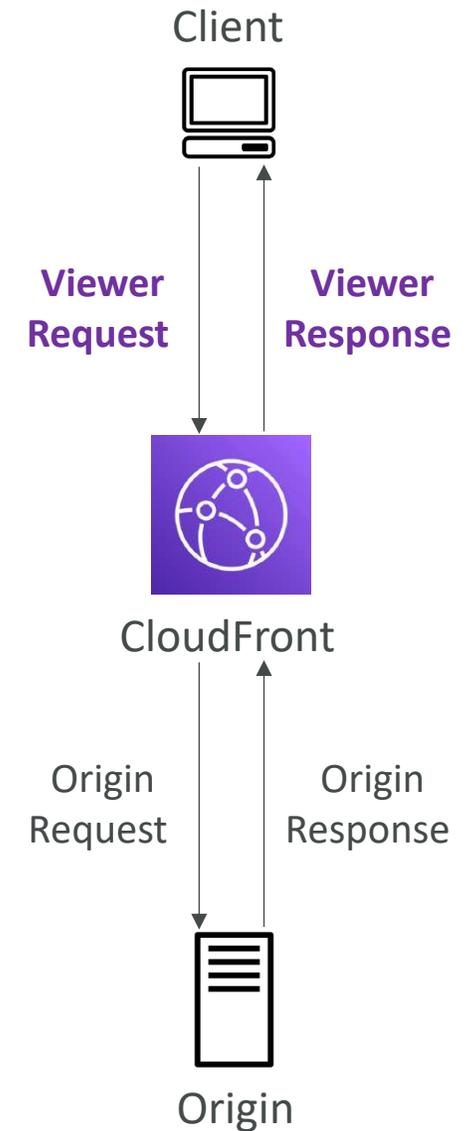 Client
Viewer
Request
Viewer
Response
CloudFront
Origin
Request
Origin
Response
Origin